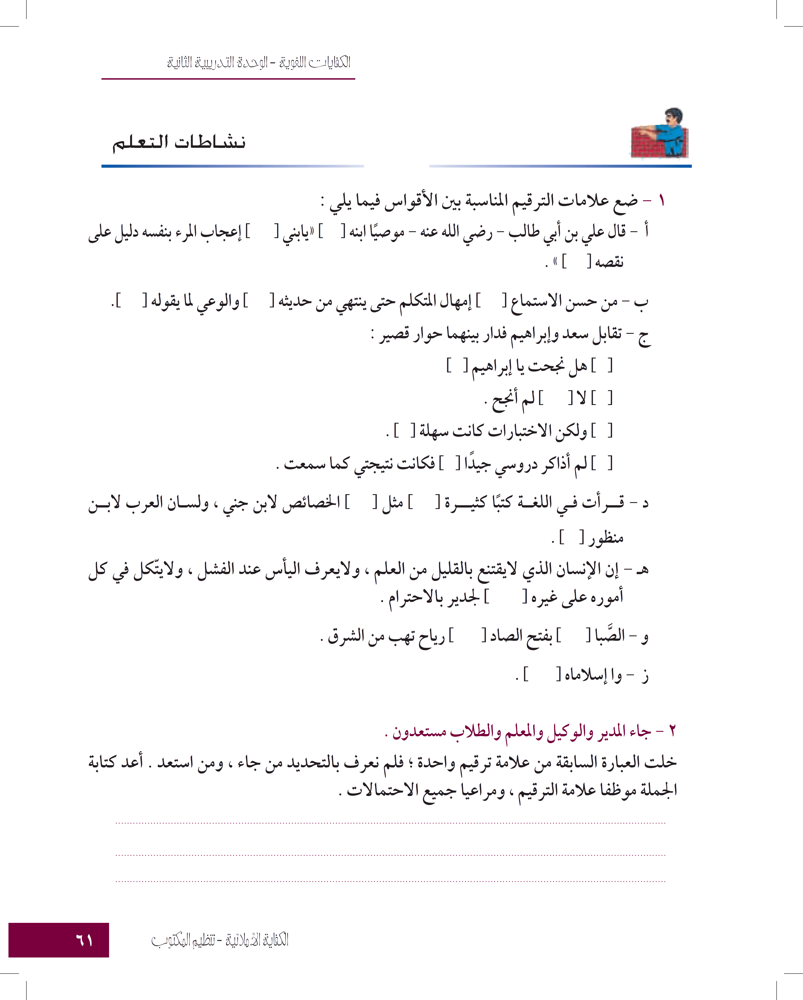 الكفايات اللغوية - الوحدة التدريبية الثانية
نشاطات التعلم
١ - ضع علامات الترقيم المناسبة بين الأقواس فيما يلي :
أ - قال علي بن أبي طالب - رضي الله عنه - موصيًا ابنه [ ] «يابني [ ] إعجاب المرء بنفسه دليل على
نقصه [ ] » .
ب - من حسن الاستماع [ ] إمهال المتكلم حتى ينتهي من حديثه [ ] والوعي لما يقوله [ ].
ج - تقابل سعد وإبراهيم فدار بينهما حوار قصير :
[ ] هل نجحت يا إبراهيم [ ]
[ ] لا [ ] لم أنجح .
[ ] ولكن الاختبارات كانت سهلة [ ] .
[ ] لم أذاكر دروسي جيدًا [ ] فكانت نتيجتي كما سمعت .
د - قـــرأت فـي اللغـــة كتبًا كثيـــرة [ ] مثل [ ] الخصائص لابن جني ، ولسـان العرب لابـــن
منظور [ ] .
هـ - إن الإنسان الذي لايقتنع بالقليل من العلم ، ولايعرف اليأس عند الفشل ، ولايتّكل في كل
أموره على غيره [ ] لجدير بالاحترام .
و - الصَّبا [ ] بفتح الصاد [ ] رياح تهب من الشرق .
ز - وا إسلاماه [ ] .
٢ - جاء المدير والوكيل والمعلم والطلاب مستعدون .
خلت العبارة السابقة من علامة ترقيم واحدة ؛ فلم نعرف بالتحديد من جاء ، ومن استعد . أعد كتابة
الجملة موظفا علامة الترقيم ، ومراعيا جميع الاحتمالات .
الكفاية الإملائية - تنظيم المكتوب
٦١